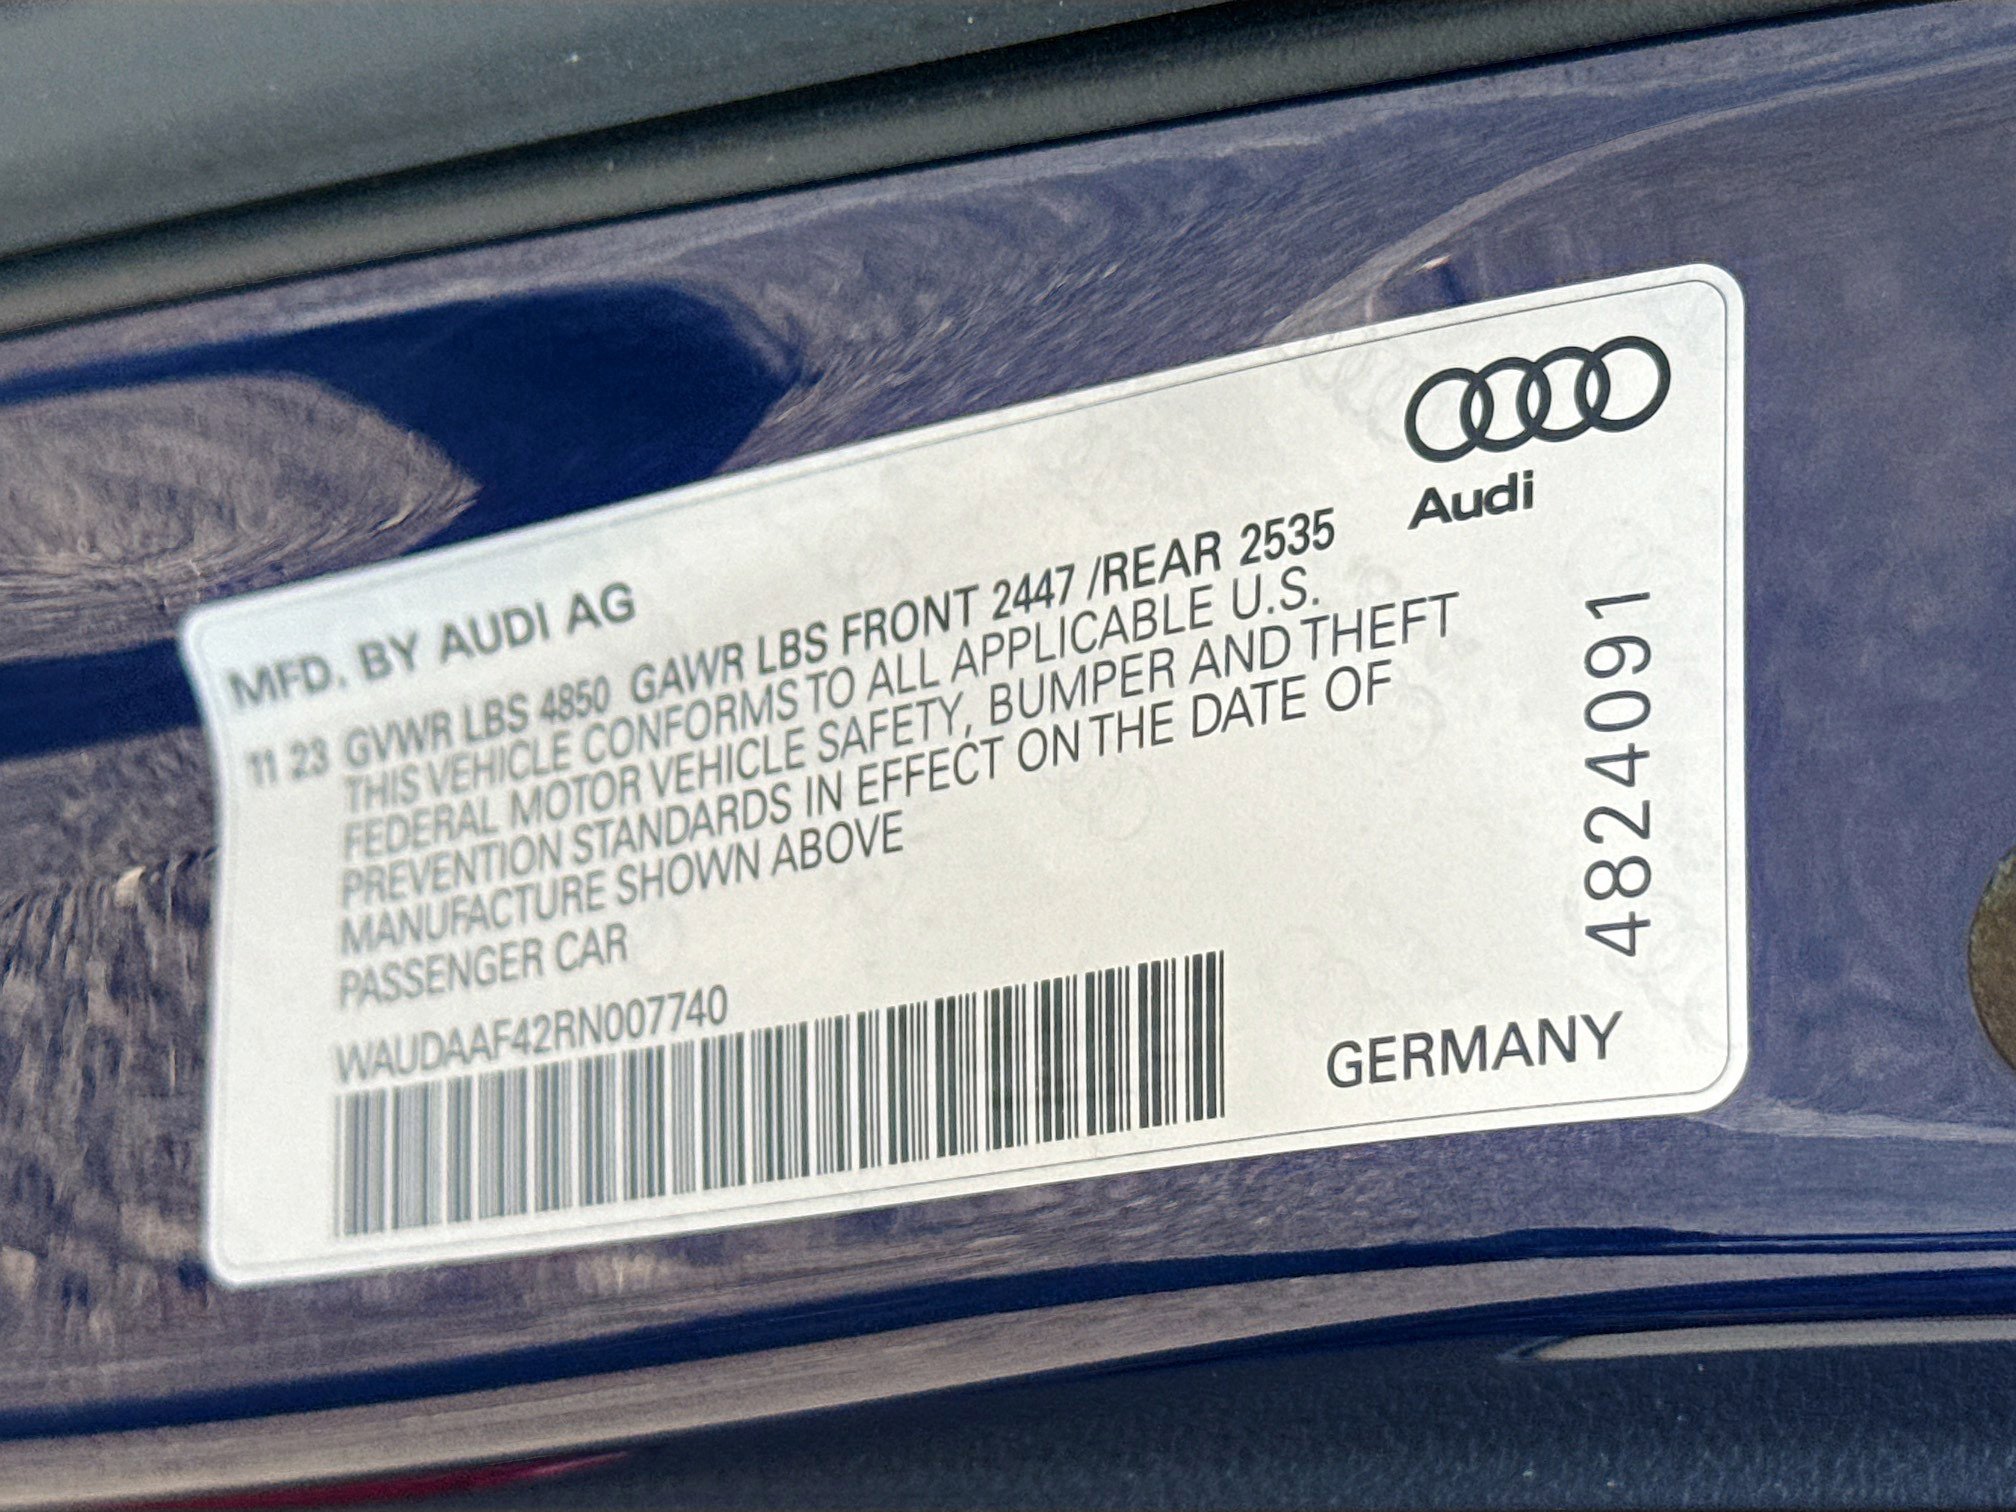 Audi
MFD. BY AUDI AG
11 23 GVWR LBS 4850 GAWR LBS FRONT 2447 /REAR 2535
THIS VEHICLE CONFORMS TO ALL APPLICABLE U.S.
FEDERAL MOTOR VEHICLE SAFETY, BUMPER AND THEFT
PREVENTION STANDARDS IN EFFECT ON THE DATE OF
MANUFACTURE SHOWN ABOVE
PASSENGER CAR
WAUDAAF42RN007740
GERMANY
4824091